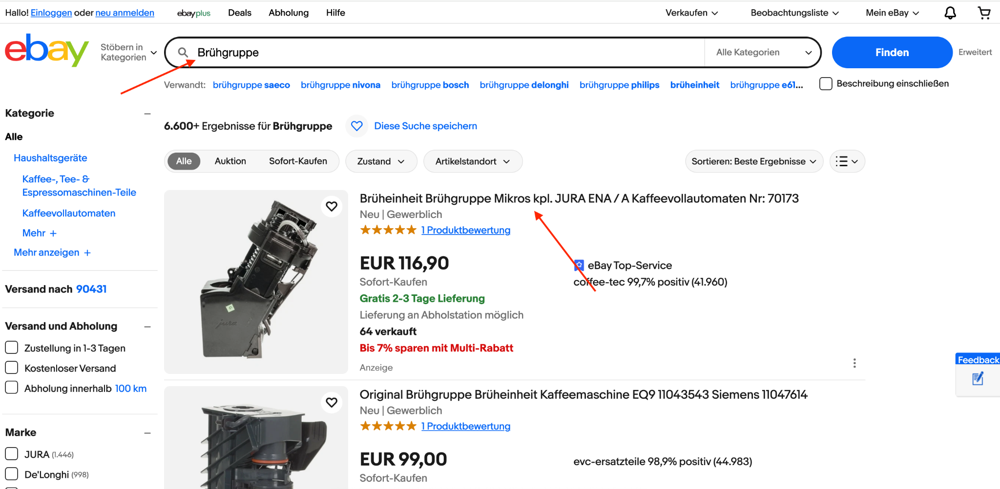 Hallo! Einloggen oder neu anmelden ebayplus Deals Abholung Hilfe Verkaufen Beobachtungsliste Mein eBay
ebay Stöbern in Kategorien Brühgruppe Alle Kategorien Finden Erweitert
Verwandt: brühgruppe saeco brühgruppe nivona brühgruppe bosch brühgruppe delonghi brühgruppe philips brüheinheit brühgruppe e61... Beschreibung einschließen
Kategorie
Alle
Haushaltsgeräte
Kaffee-, Tee- &
Espressomaschinen-Teile
Kaffeevollautomaten
Mehr +
Mehr anzeigen +
Versand nach 90431
Versand und Abholung
Zustellung in 1-3 Tagen
Kostenloser Versand
Abholung innerhalb 100 km
Marke
JURA (1.446)
De'Longhi (998)
6.600+ Ergebnisse für Brühgruppe Diese Suche speichern
Alle Auktion Sofort-Kaufen Zustand Artikelstandort Sortieren: Beste Ergebnisse
Brüheinheit Brühgruppe Mikros kpl. JURA ENA / A Kaffeevollautomaten Nr: 70173
Neu | Gewerblich
1 Produktbewertung
EUR 116,90
Sofort-Kaufen
Gratis 2-3 Tage Lieferung
Lieferung an Abholstation möglich
64 verkauft
Bis 7% sparen mit Multi-Rabatt
Anzeige
eBay Top-Service
coffee-tec 99,7% positiv (41.960)
jura
G
Original Brühgruppe Brüheinheit Kaffeemaschine EQ9 11043543 Siemens 11047614
Neu | Gewerblich
1 Produktbewertung
EUR 99,00
Sofort-Kaufen
evc-ersatzteile 98,9% positiv (44.983)
Feedback